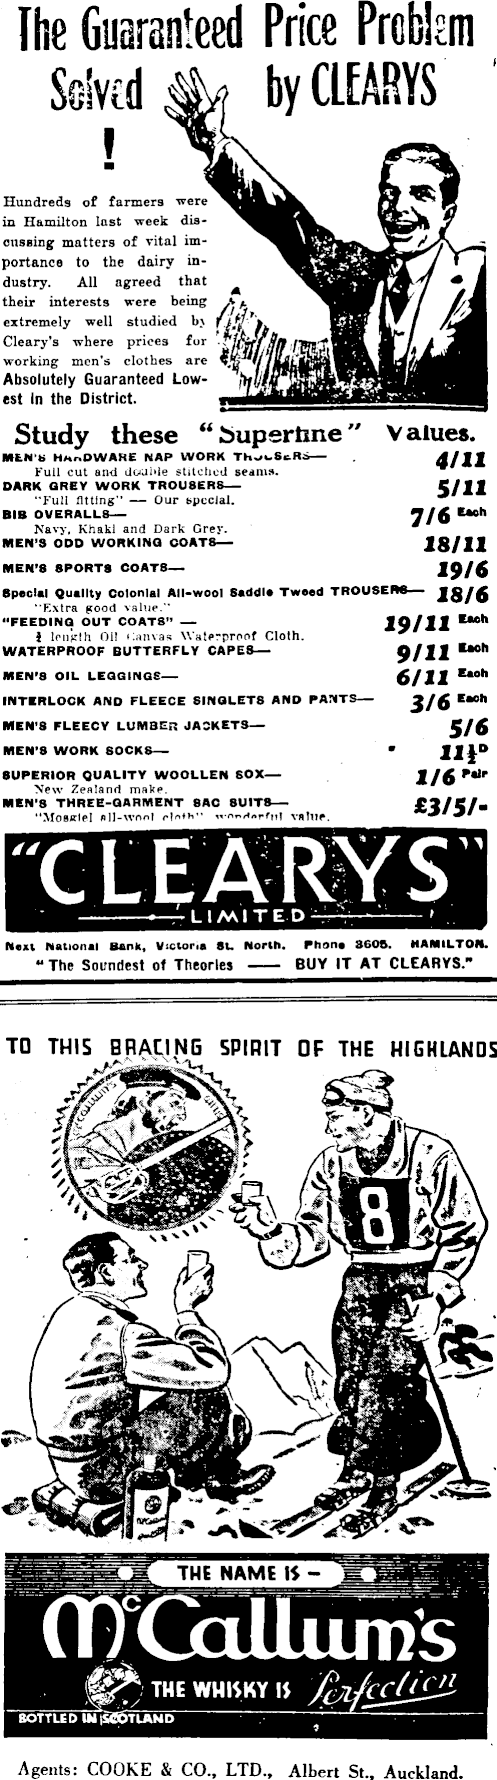 The Guaranteed Price Problem
Solved by CLEARYS
!
Hundreds of farmers were
in Hamilton last week dis-
cussing matters of vital im-
portance to the dairy in-
dustry. All agreed that
their interests were being
extremely well studied by
Cleary's where prices for
working men's clothes are
Absolutely Guaranteed Low-
est in the District.
Study these "Superfine" Values.
MEN'S HARDWARE NAP WORK TROUSERS— 4/11
Full cut and double stitched seams.
DARK GREY WORK TROUSERS— 5/11
"Full fitting" — Our special.
BIB OVERALLS— 7/6 Each
Navy, Khaki and Dark Grey.
MEN'S ODD WORKING COATS— 18/11
MEN'S SPORTS COATS— 19/6
Special Quality Colonial All-wool Saddle Tweed TROUSERS— 18/6
"Extra good value."
"FEEDING OUT COATS" — 19/11 Each
length Oil Canvas Waterproof Cloth.
WATERPROOF BUTTERFLY CAPES— 9/11 Each
MEN'S OIL LEGGINGS— 6/11 Each
INTERLOCK AND FLEECE SINGLETS AND PANTS— 3/6 Each
MEN'S FLEECY LUMBER JACKETS— 5/6
MEN'S WORK SOCKS— 11½D
SUPERIOR QUALITY WOOLLEN SOX— 1/6 Pair
New Zealand make.
MEN'S THREE-GARMENT SAC SUITS— £3/5/-
"Mosgiel all-wool cloth" wonderful value.
"CLEARYS"
LIMITED
Next National Bank, Victoria St. North. Phone 3605. HAMILTON.
"The Soundest of Theories — BUY IT AT CLEARYS."
TO THIS BRACING SPIRIT OF THE HIGHLANDS
McCALLUM'S
8
THE NAME IS —
McCallum's
THE WHISKY IS Perfection
BOTTLED IN SCOTLAND
Agents: COOKE & CO., LTD., Albert St., Auckland.